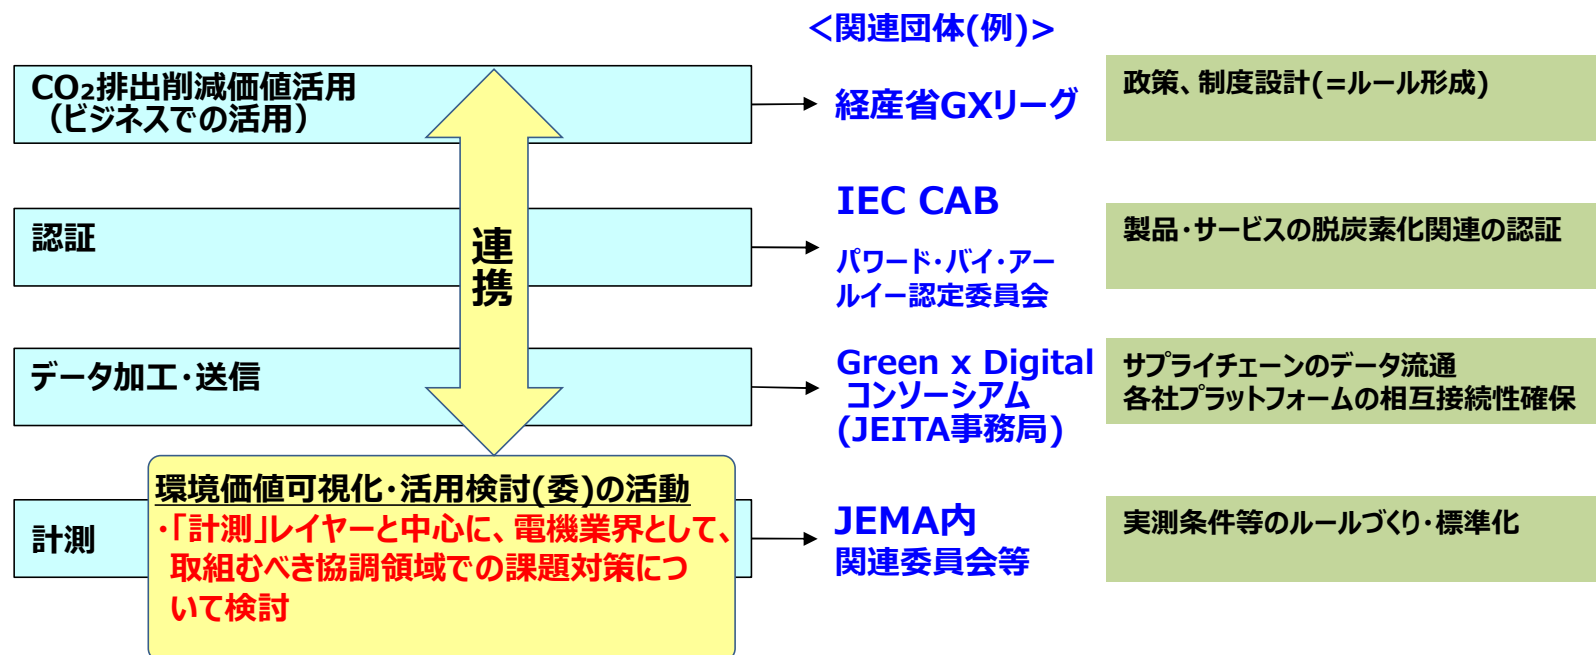 <関連団体(例)>
CO₂排出削減価値活用
（ビジネスでの活用）
経産省GXリーグ
政策、制度設計(=ルール形成)
認証
連携
IEC CAB
パワード・バイ・アー
ルイー認定委員会
製品・サービスの脱炭素化関連の認証
データ加工・送信
Green x Digital
コンソーシアム
(JEITA事務局)
サプライチェーンのデータ流通
各社プラットフォームの相互接続性確保
計測
環境価値可視化・活用検討(委)の活動
・「計測」レイヤーと中心に、電機業界として、
取組むべき協調領域での課題対策につ
いて検討
JEMA内
関連委員会等
実測条件等のルールづくり・標準化